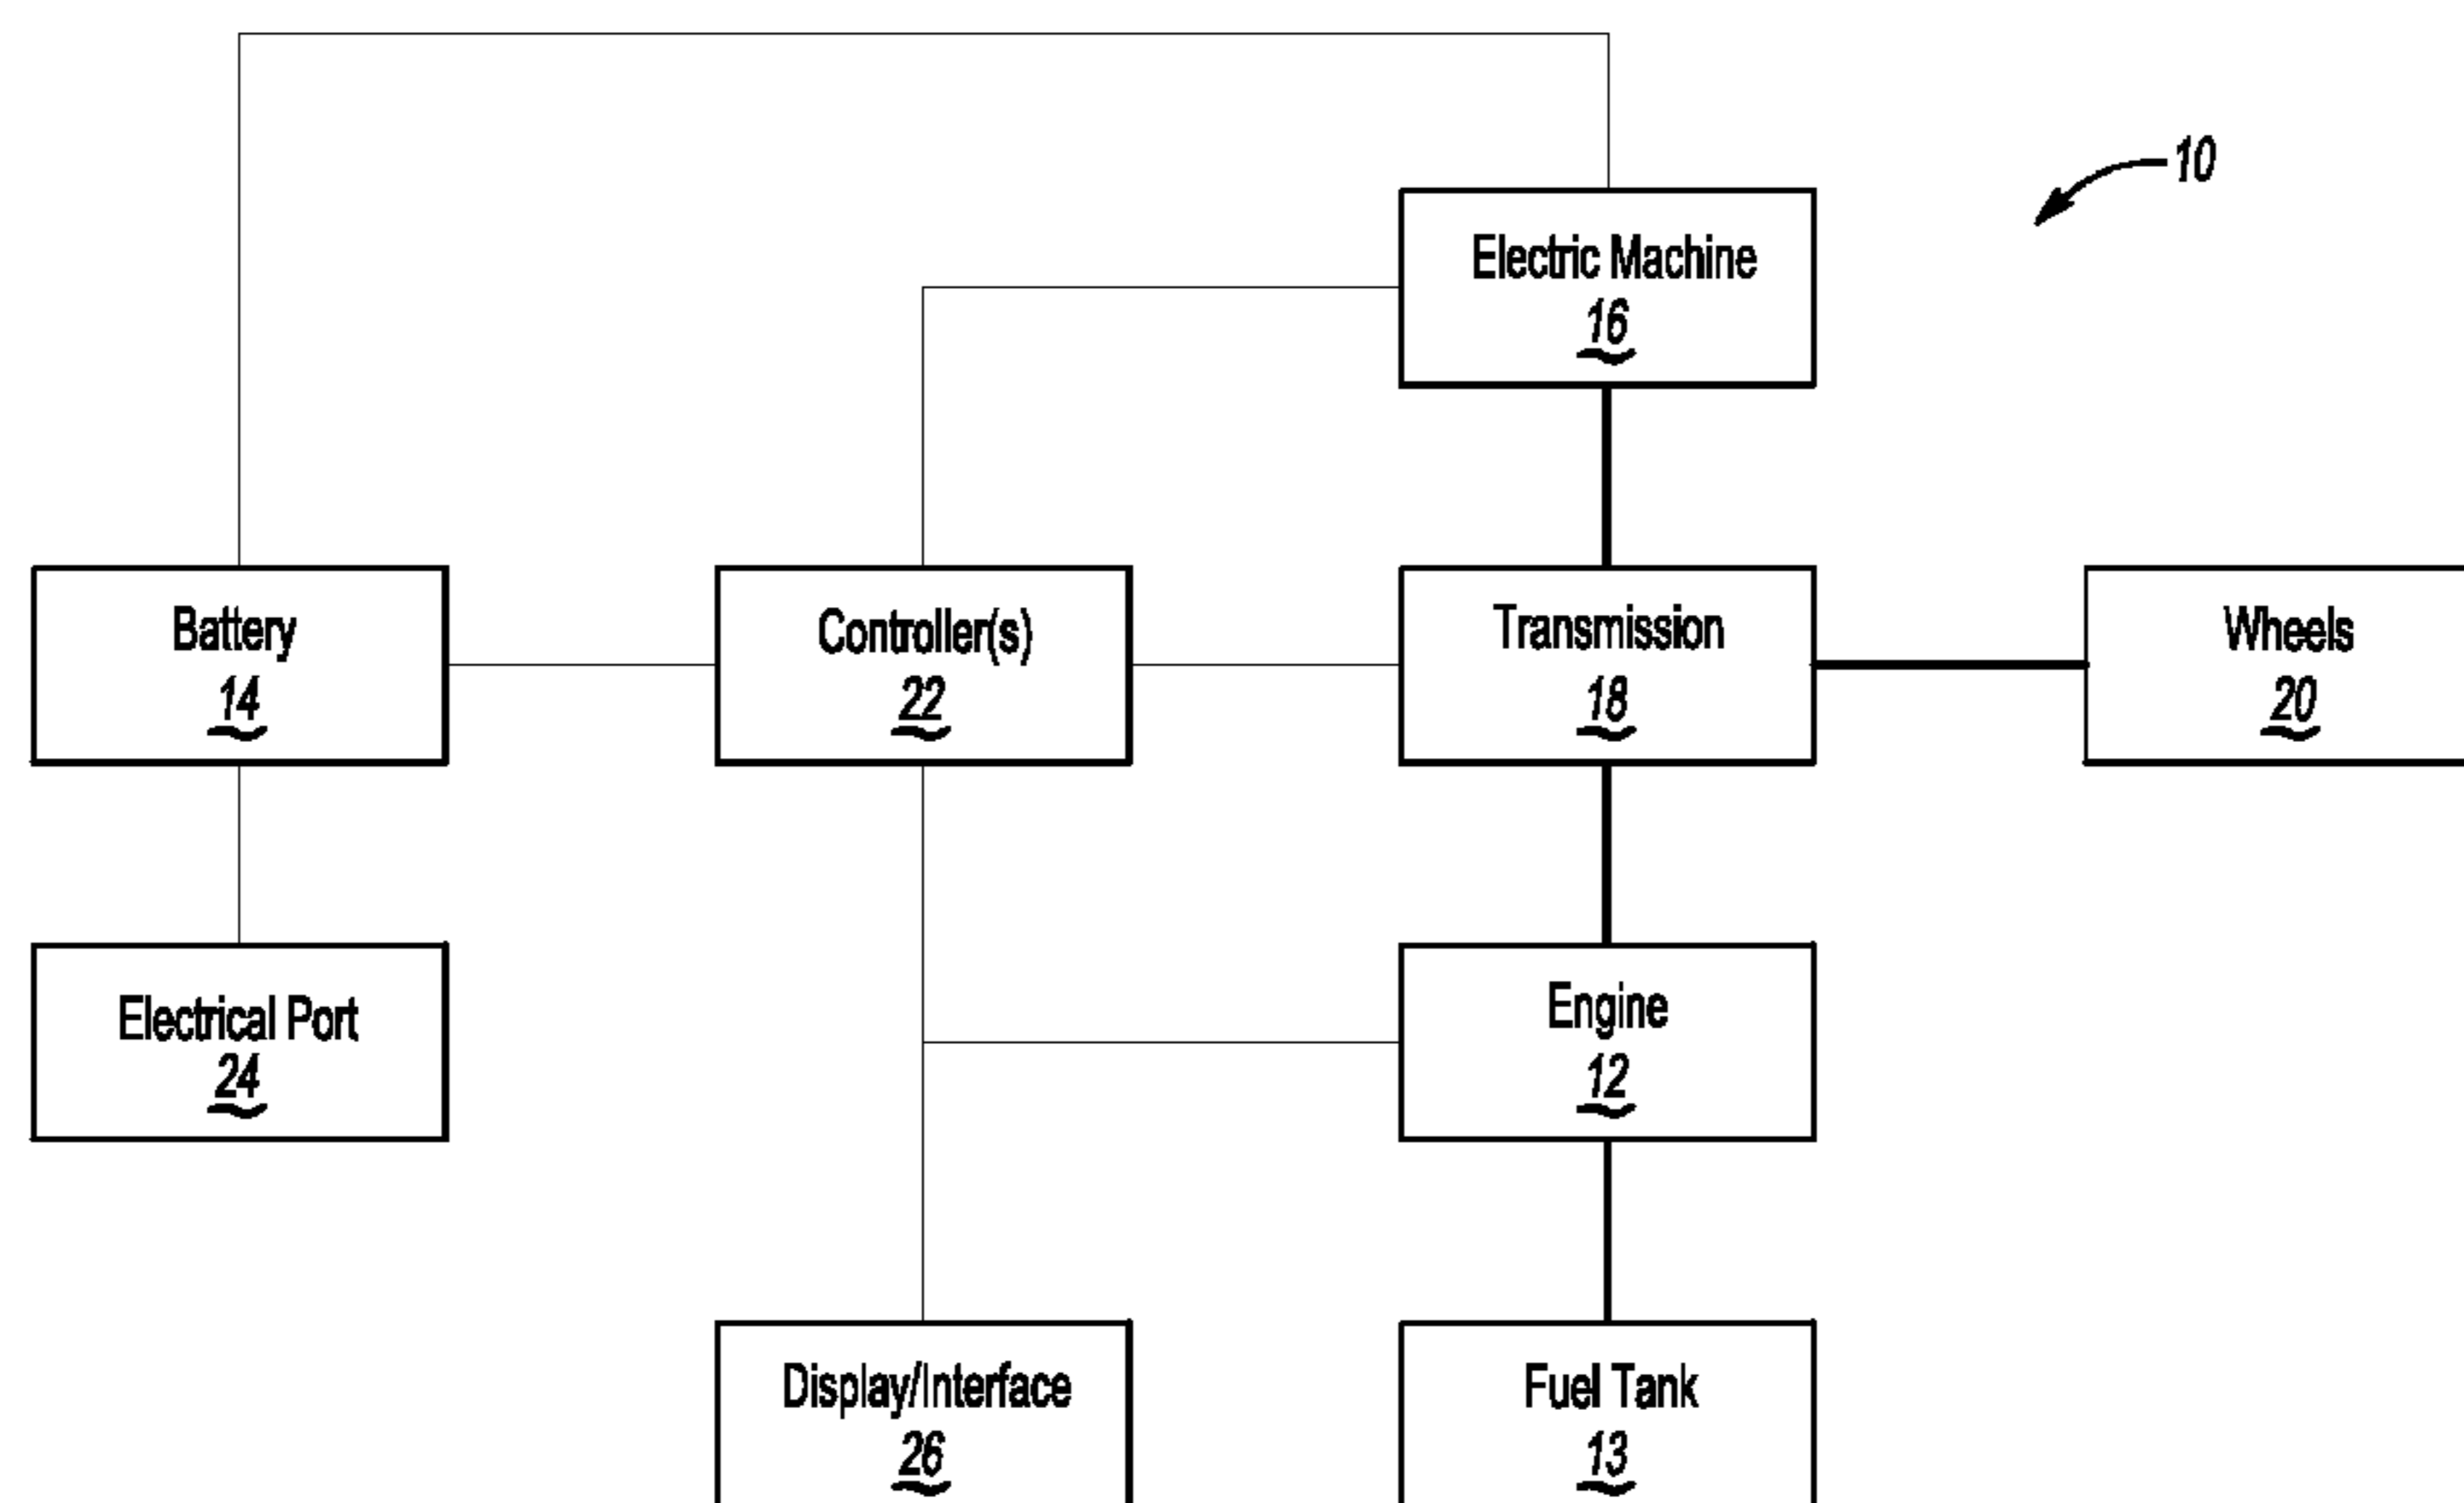 10
Electric Machine
16
Battery
14
Controller(s)
22
Transmission
18
Wheels
20
Electrical Port
24
Engine
12
Display/Interface
26
Fuel Tank
13